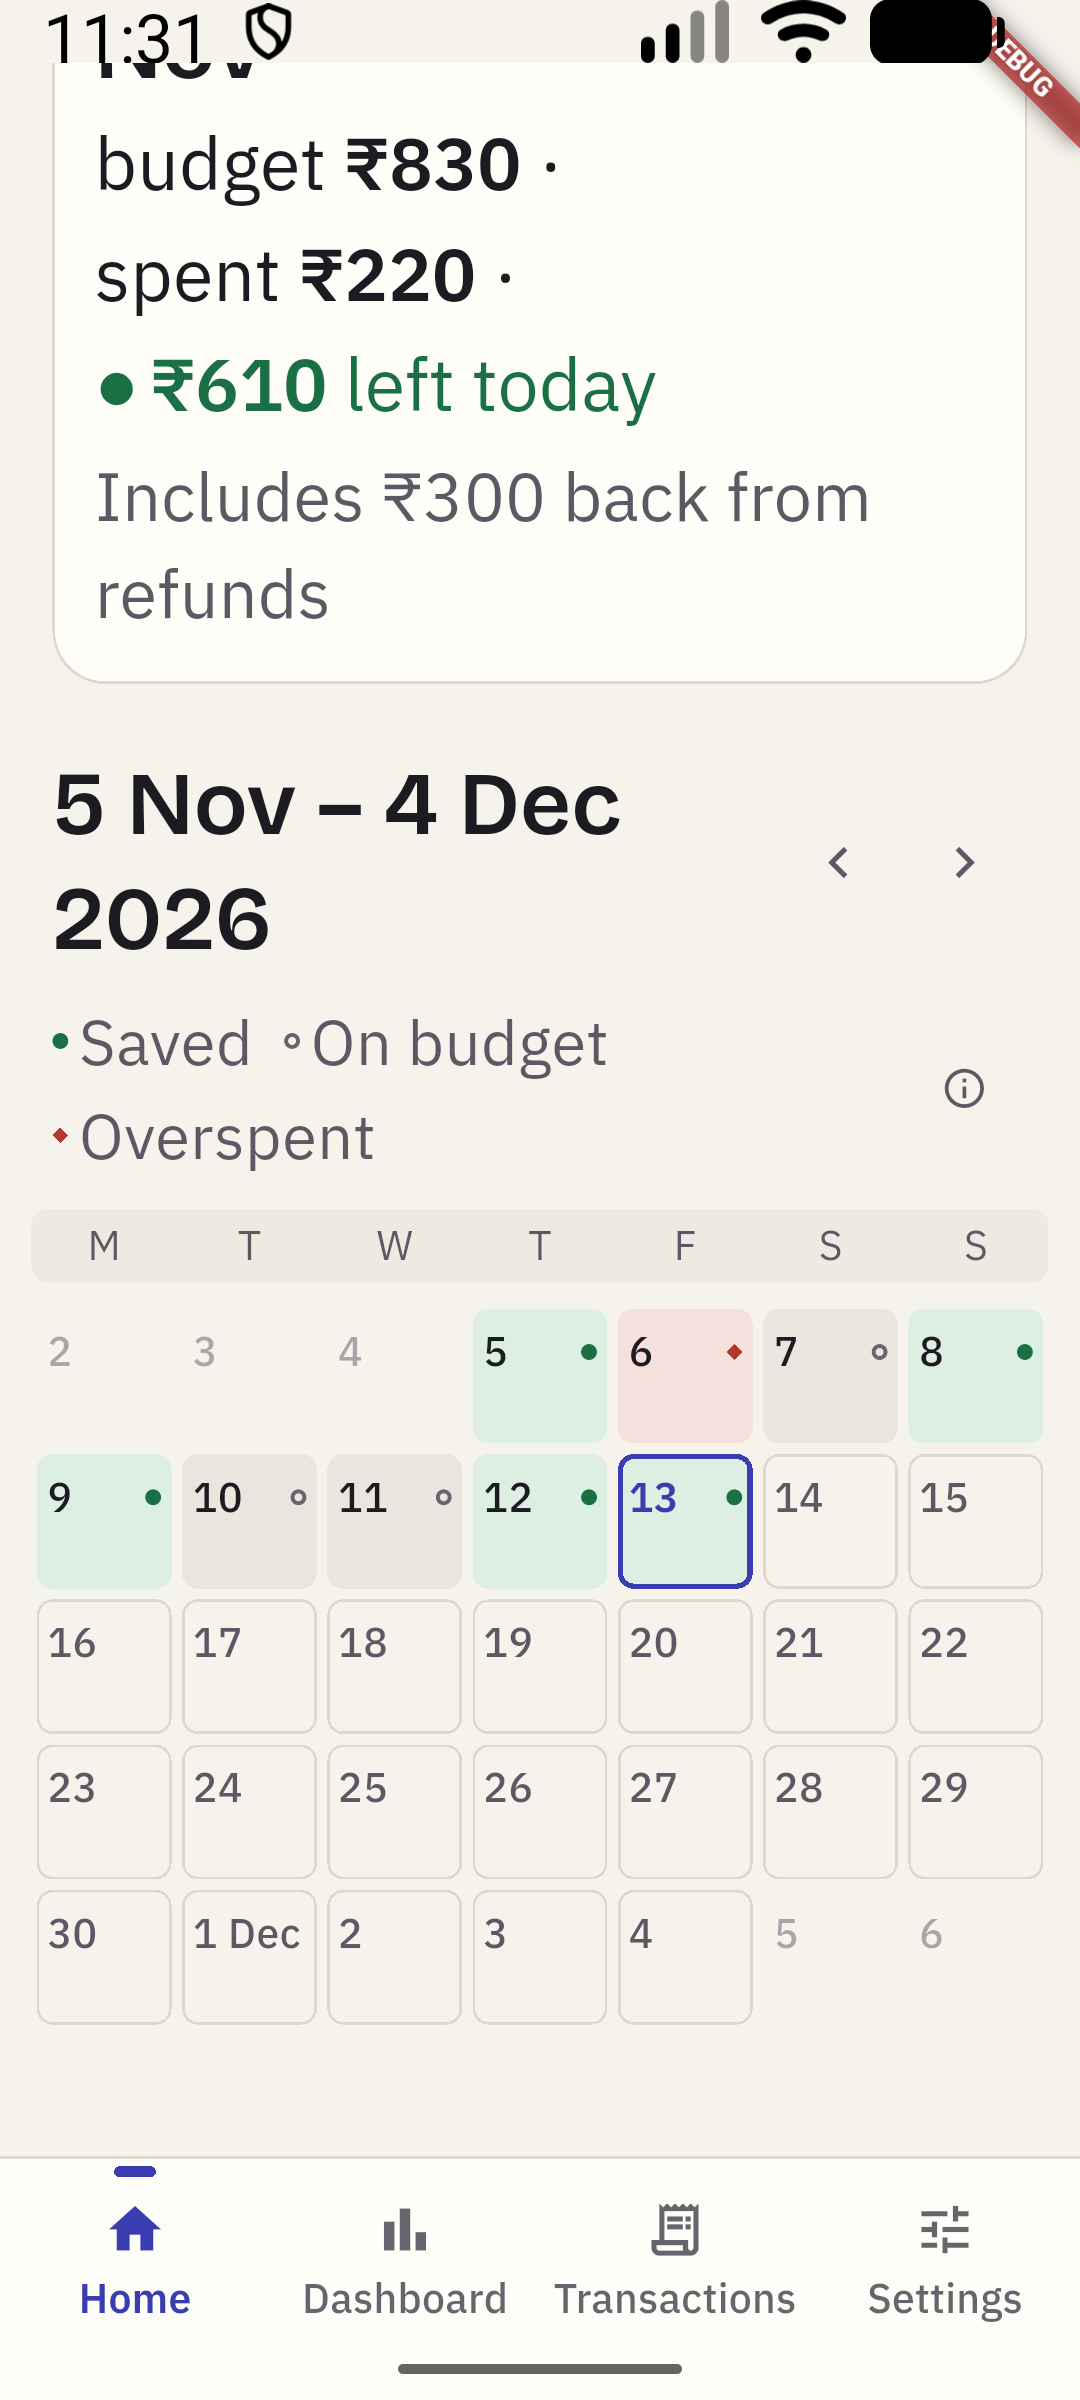 11:31
DEBUG
Nov
budget ₹830 ·
spent ₹220 ·
● ₹610 left today
Includes ₹300 back from
refunds
5 Nov – 4 Dec
2026
Saved On budget
Overspent
M T W T F S S
2 3 4 5 6 7 8
9 10 11 12 13 14 15
16 17 18 19 20 21 22
23 24 25 26 27 28 29
30 1 Dec 2 3 4 5 6
Home Dashboard Transactions Settings